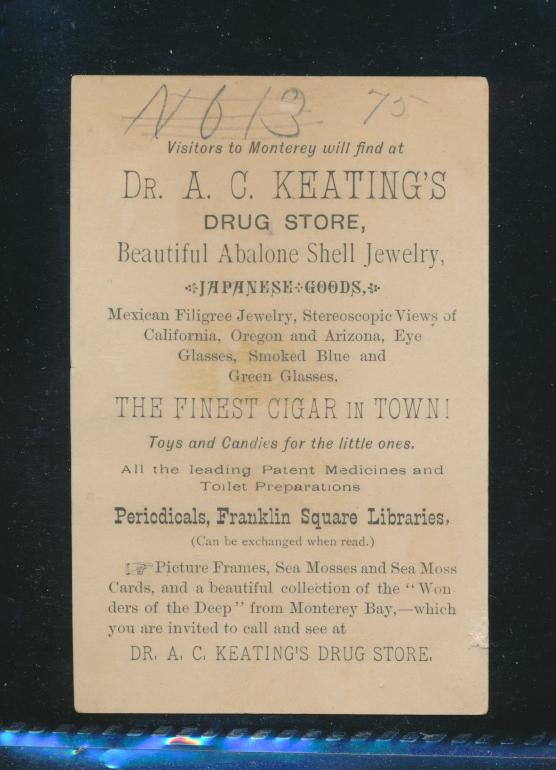 N613 75
Visitors to Monterey will find at
DR. A. C. KEATING'S
DRUG STORE,
Beautiful Abalone Shell Jewelry,
JAPANESE GOODS,
Mexican Filigree Jewelry, Stereoscopic Views of
California, Oregon and Arizona, Eye
Glasses, Smoked Blue and
Green Glasses.
THE FINEST CIGAR IN TOWN!
Toys and Candies for the little ones.
All the leading Patent Medicines and
Toilet Preparations
Periodicals, Franklin Square Libraries,
(Can be exchanged when read.)
☞ Picture Frames, Sea Mosses and Sea Moss
Cards, and a beautiful collection of the "Won-
ders of the Deep" from Monterey Bay,—which
you are invited to call and see at
DR. A. C. KEATING'S DRUG STORE.